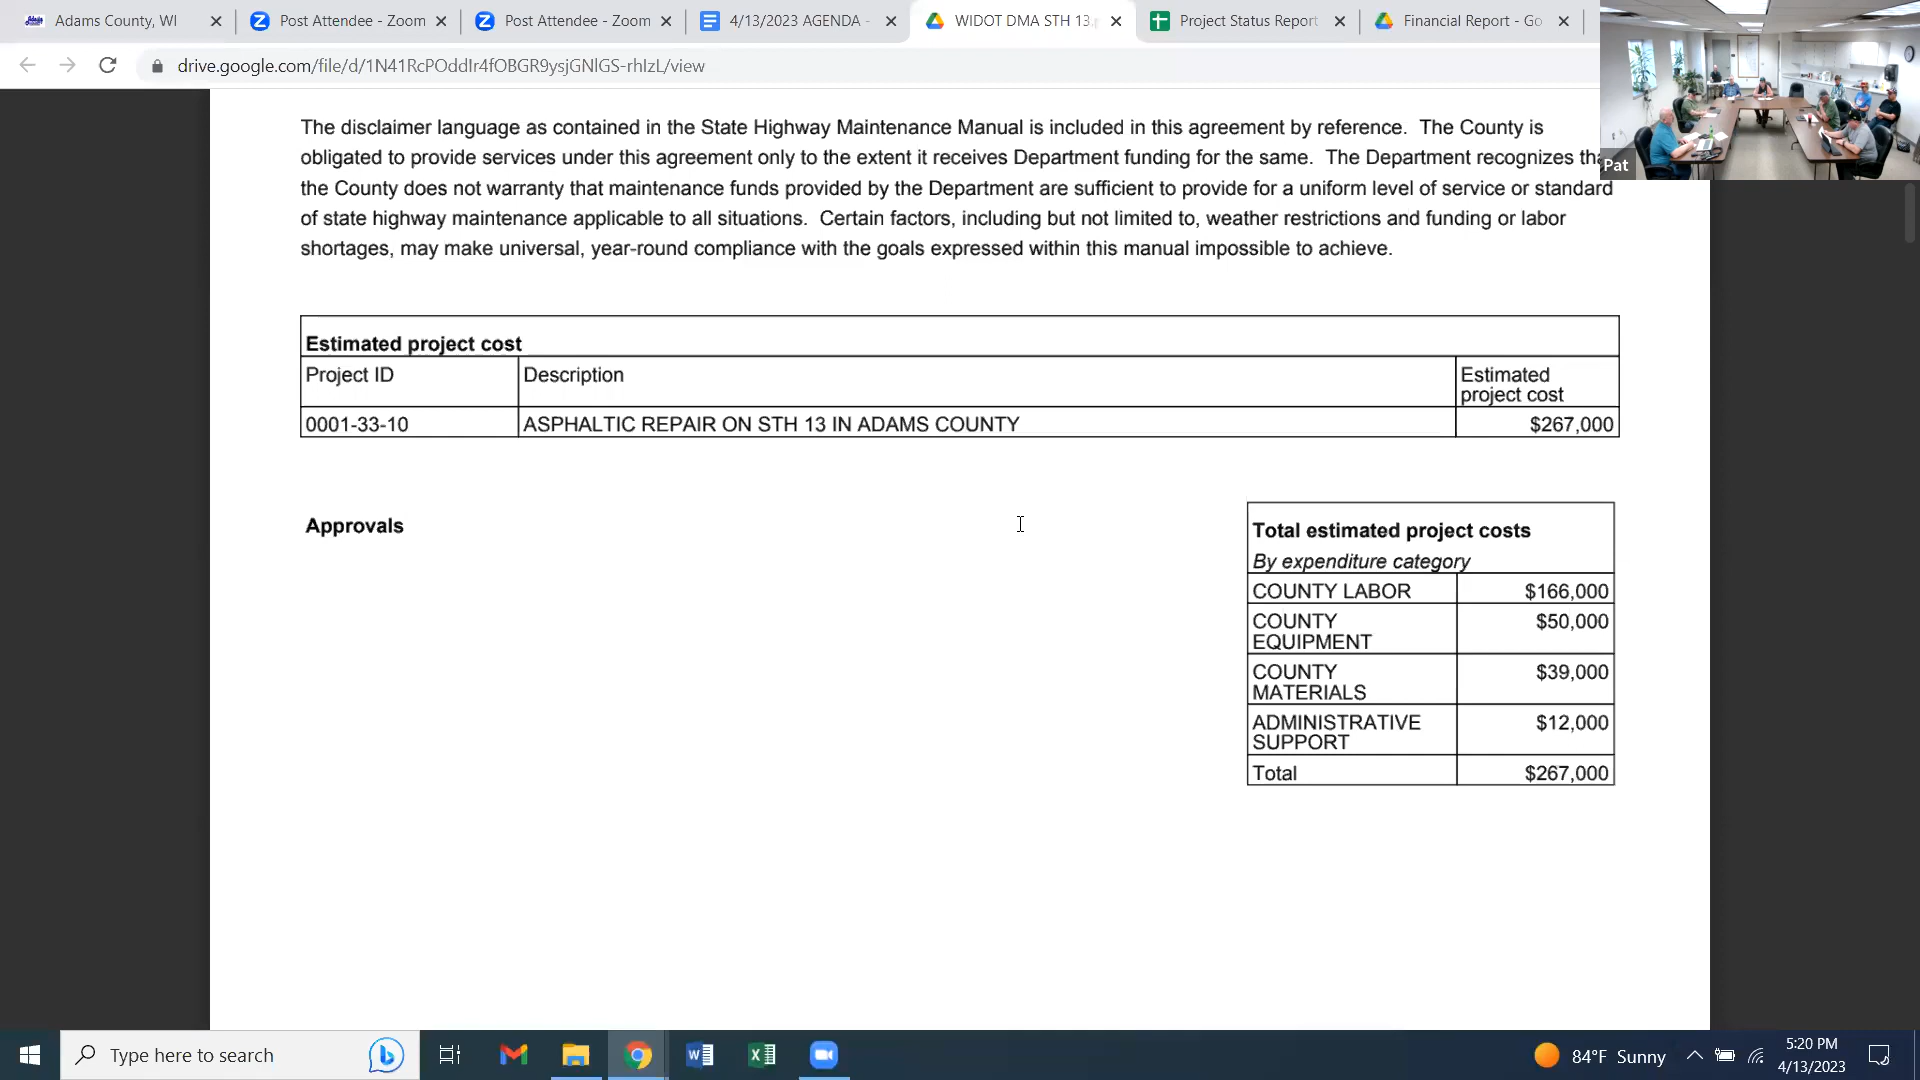 Adams County, WI
Post Attendee - Zoom
Post Attendee - Zoom
4/13/2023 AGENDA -
WIDOT DMA STH 13.
Project Status Report
Financial Report - Go
drive.google.com/file/d/1N41RcPOddIr4fOBGR9ysjGNlGS-rhIzL/view
Pat
The disclaimer language as contained in the State Highway Maintenance Manual is included in this agreement by reference. The County is
obligated to provide services under this agreement only to the extent it receives Department funding for the same. The Department recognizes tha
the County does not warranty that maintenance funds provided by the Department are sufficient to provide for a uniform level of service or standard
of state highway maintenance applicable to all situations. Certain factors, including but not limited to, weather restrictions and funding or labor
shortages, may make universal, year-round compliance with the goals expressed within this manual impossible to achieve.
Estimated project cost
Project ID Description Estimated
project cost
0001-33-10 ASPHALTIC REPAIR ON STH 13 IN ADAMS COUNTY $267,000
Approvals
Total estimated project costs
By expenditure category
COUNTY LABOR $166,000
COUNTY $50,000
EQUIPMENT
COUNTY $39,000
MATERIALS
ADMINISTRATIVE $12,000
SUPPORT
Total $267,000
Type here to search
84°F Sunny
5:20 PM
4/13/2023